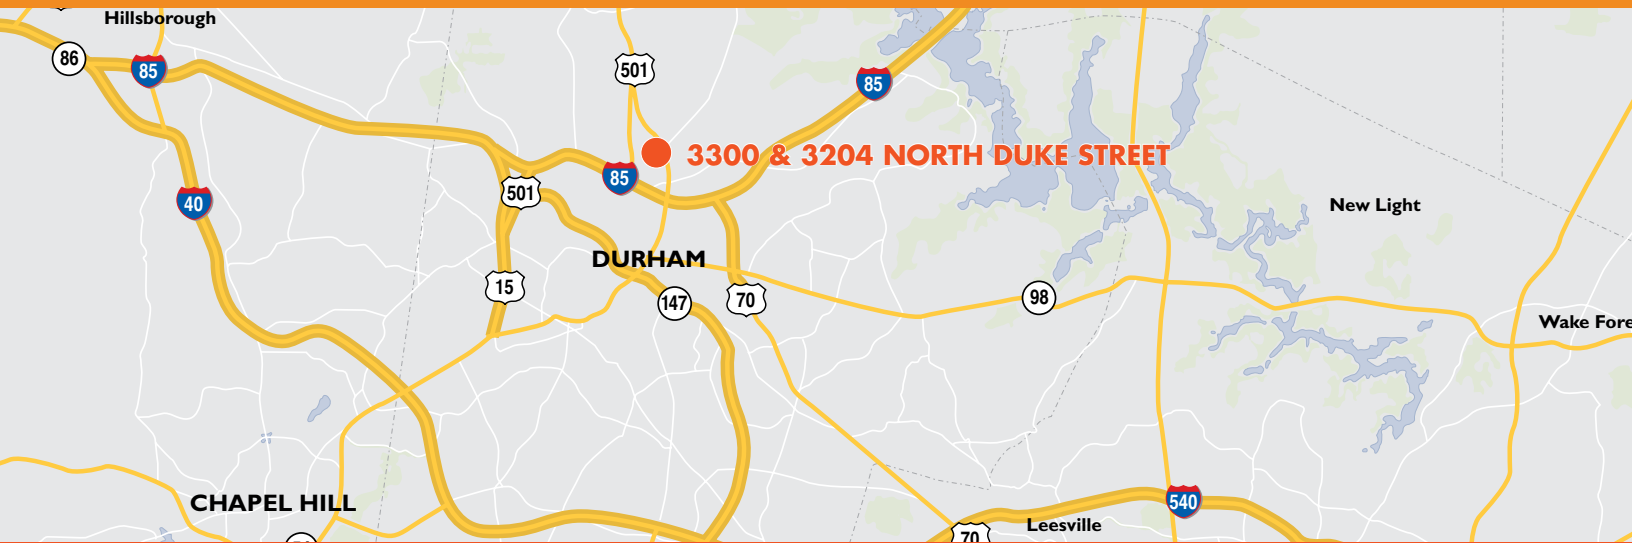 Hillsborough
86
85
501
85
3300 & 3204 NORTH DUKE STREET
85
501
40
New Light
DURHAM
15
147
70
98
Wake Fore
CHAPEL HILL
540
Leesville
70